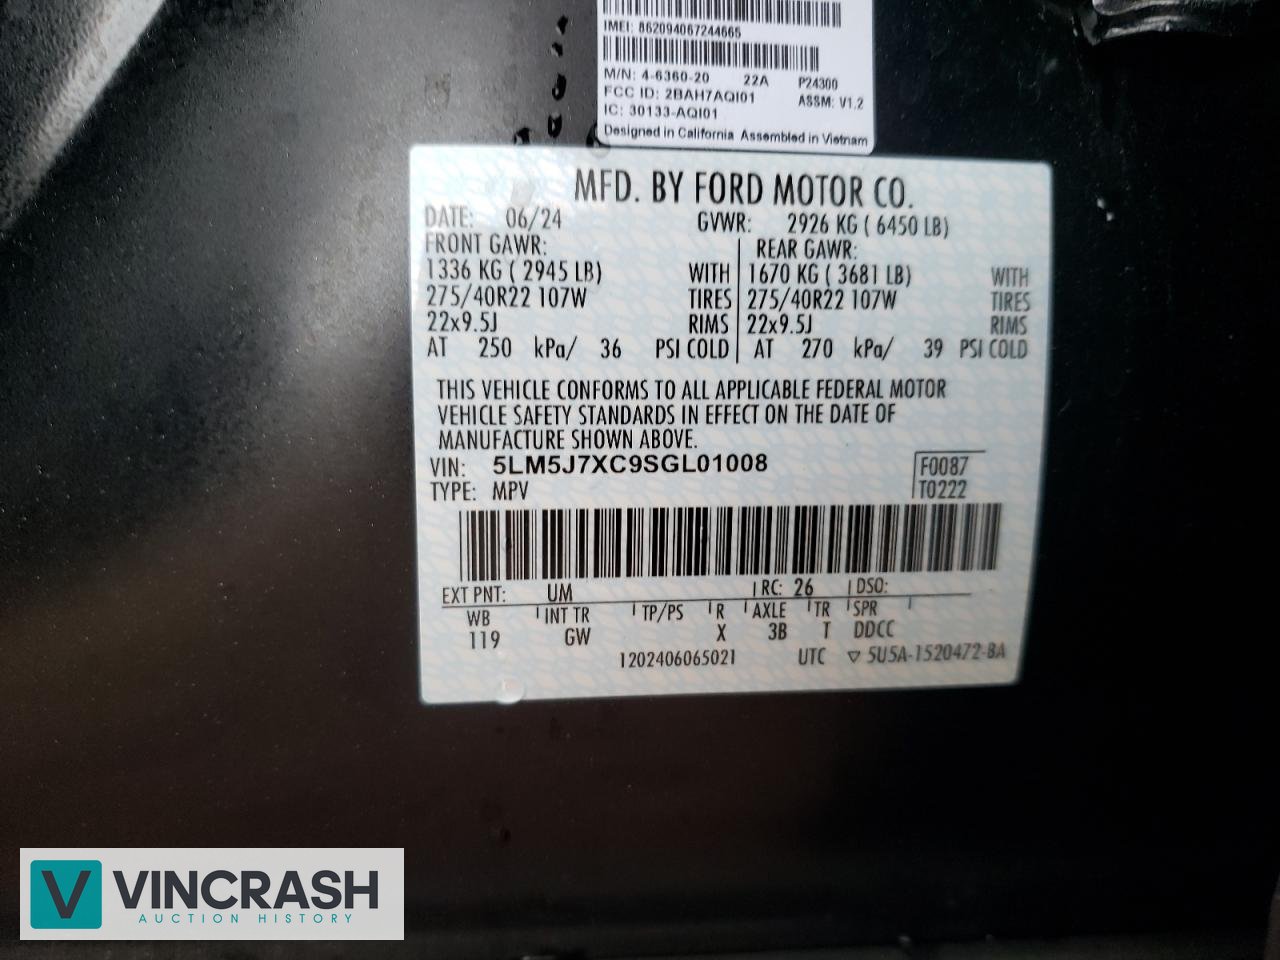 IMEI: 862094067244665
M/N: 4-6360-20 22A P24300
FCC ID: 2BAH7AQI01 ASSM: V1.2
IC: 30133-AQI01
Designed in California Assembled in Vietnam
MFD. BY FORD MOTOR CO.
DATE: 06/24 GVWR: 2926 KG ( 6450 LB)
FRONT GAWR: REAR GAWR:
1336 KG ( 2945 LB) WITH 1670 KG ( 3681 LB) WITH
275/40R22 107W TIRES 275/40R22 107W TIRES
22x9.5J RIMS 22x9.5J RIMS
AT 250 kPa/ 36 PSI COLD AT 270 kPa/ 39 PSI COLD
THIS VEHICLE CONFORMS TO ALL APPLICABLE FEDERAL MOTOR
VEHICLE SAFETY STANDARDS IN EFFECT ON THE DATE OF
MANUFACTURE SHOWN ABOVE.
VIN: 5LM5J7XC9SGL01008 F0087
TYPE: MPV T0222
EXT PNT: UM RC: 26 DSO:
WB INT TR TP/PS R AXLE TR SPR
119 GW X 3B T DDCC
1202406065021 UTC ▽ 5U5A-1520472-BA
V VINCRASH
AUCTION HISTORY